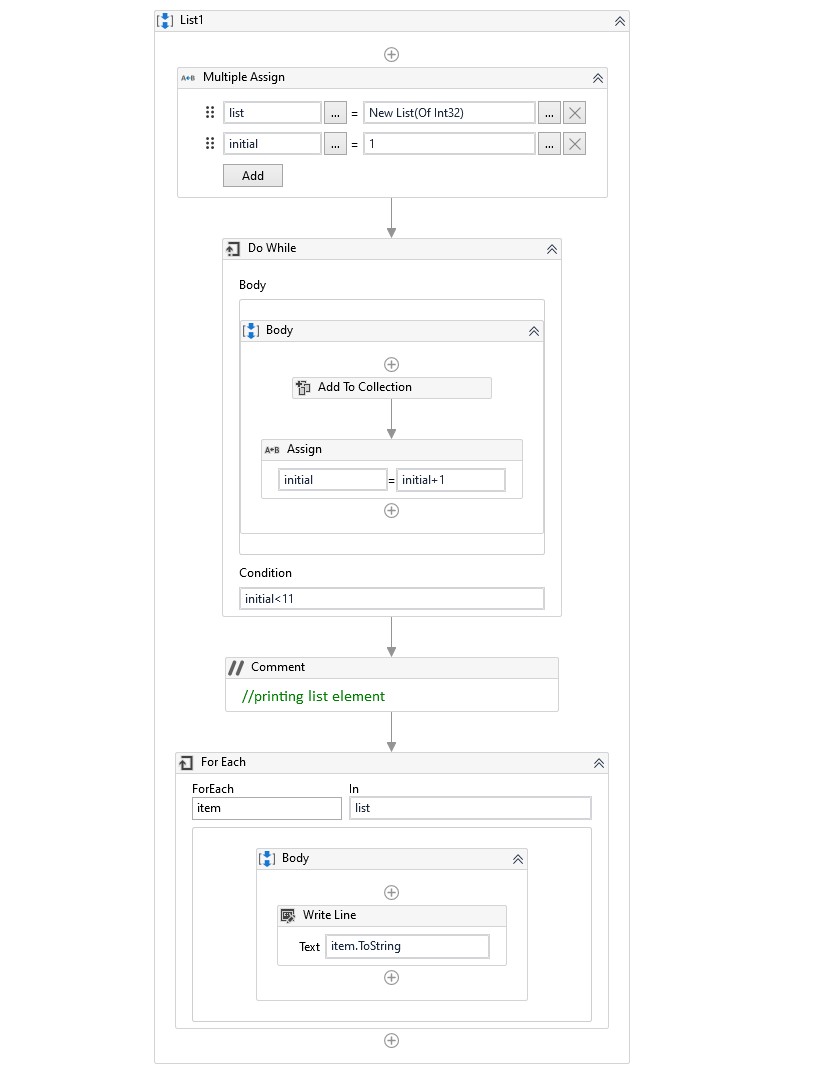 List1
A+B Multiple Assign
list ... = New List(Of Int32) ...
initial ... = 1 ...
Add
Do While
Body
Body
Add To Collection
A+B Assign
initial = initial+1
Condition
initial<11
// Comment
//printing list element
For Each
ForEach In
item list
Body
Write Line
Text item.ToString